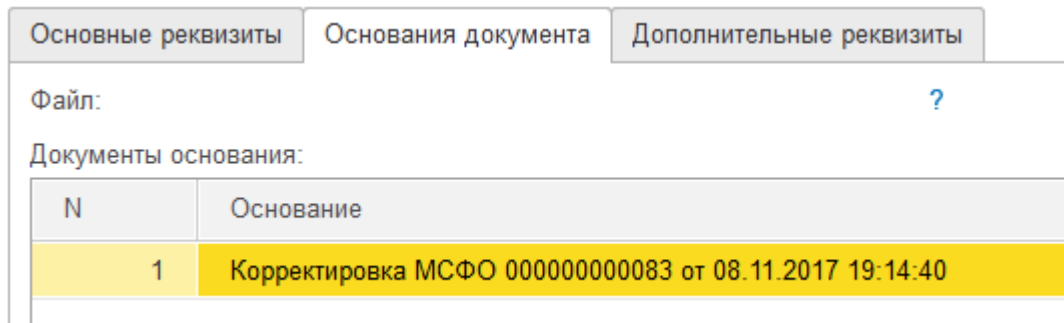 Основные реквизиты Основания документа Дополнительные реквизиты
Файл: ?
Документы основания:
N Основание
1 Корректировка МСФО 000000000083 от 08.11.2017 19:14:40